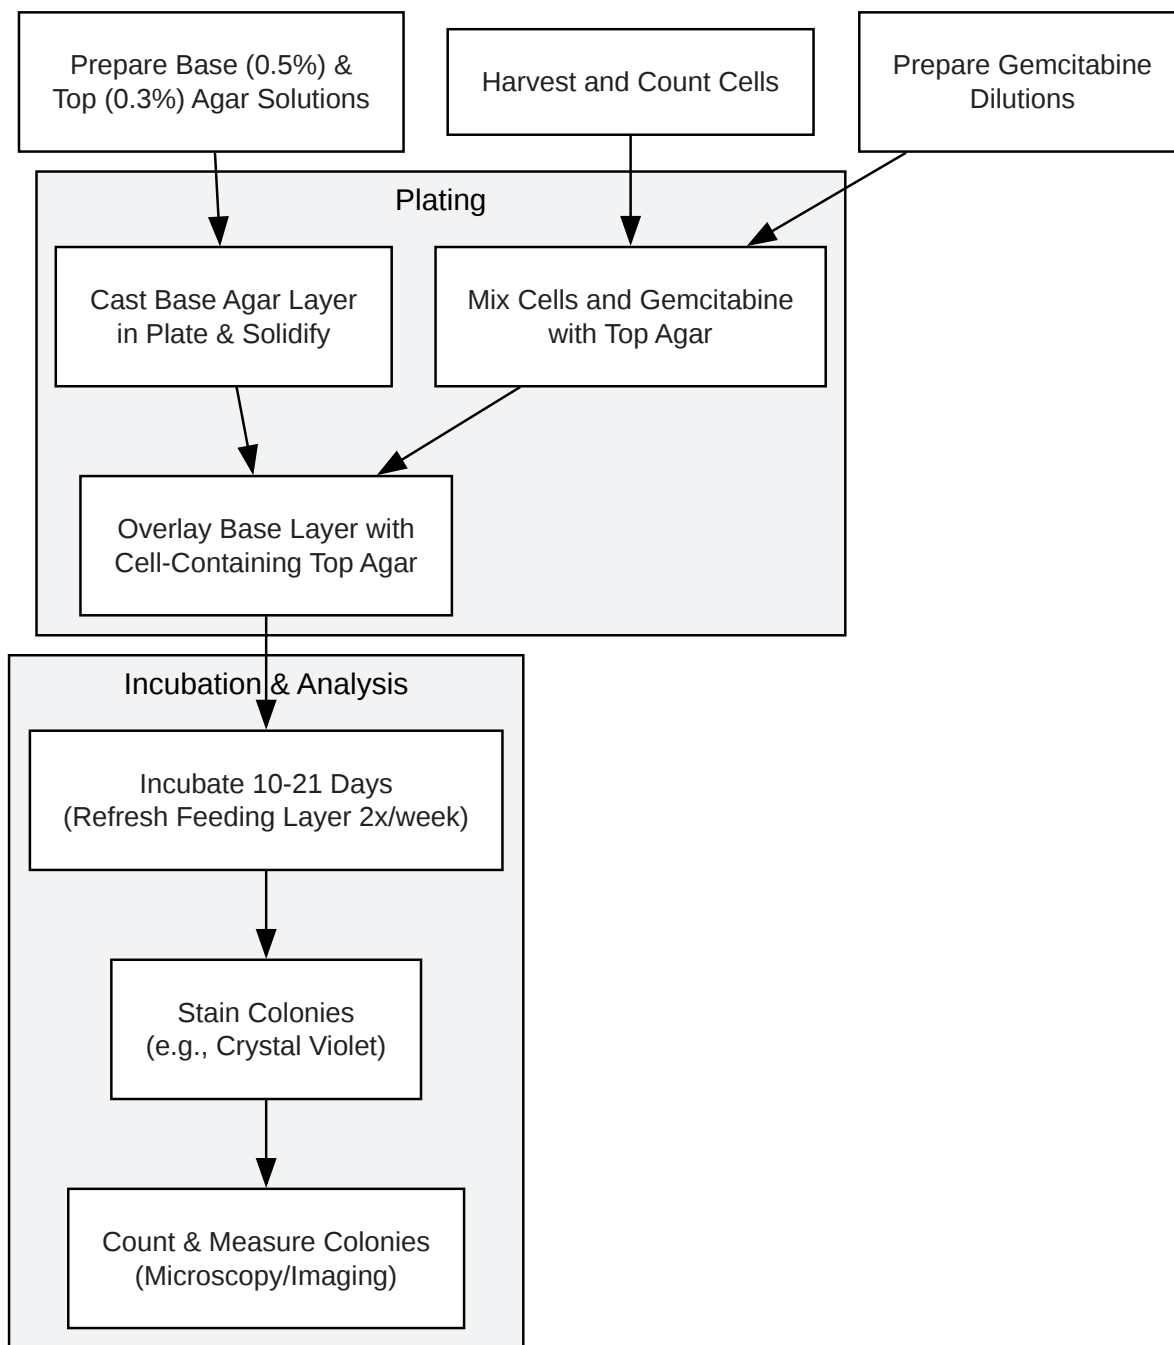 Prepare Base (0.5%) &
Top (0.3%) Agar Solutions
Harvest and Count Cells
Prepare Gemcitabine
Dilutions
Plating
Cast Base Agar Layer
in Plate & Solidify
Mix Cells and Gemcitabine
with Top Agar
Overlay Base Layer with
Cell-Containing Top Agar
Incubation & Analysis
Incubate 10-21 Days
(Refresh Feeding Layer 2x/week)
Stain Colonies
(e.g., Crystal Violet)
Count & Measure Colonies
(Microscopy/Imaging)